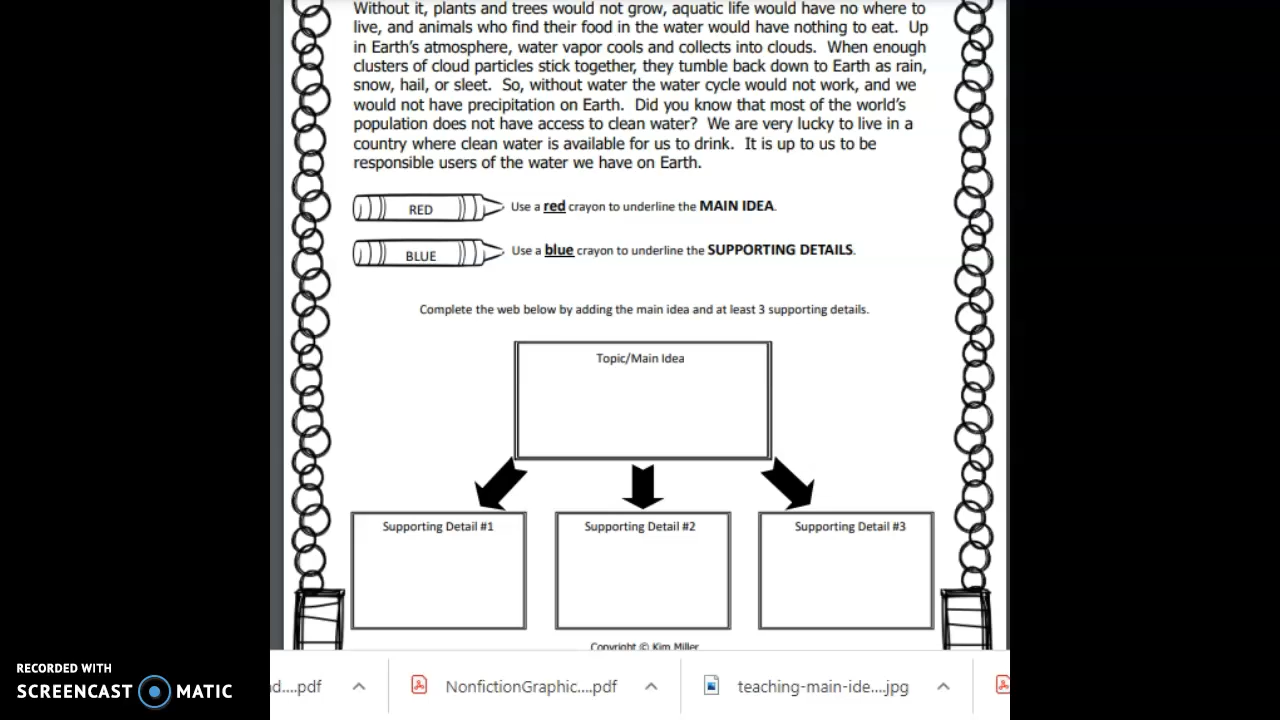 Without it, plants and trees would not grow, aquatic life would have no where to
live, and animals who find their food in the water would have nothing to eat.  Up
in Earth's atmosphere, water vapor cools and collects into clouds.  When enough
clusters of cloud particles stick together, they tumble back down to Earth as rain,
snow, hail, or sleet.  So, without water the water cycle would not work, and we
would not have precipitation on Earth.  Did you know that most of the world's
population does not have access to clean water?  We are very lucky to live in a
country where clean water is available for us to drink.  It is up to us to be
responsible users of the water we have on Earth.
RED
Use a red crayon to underline the MAIN IDEA.
BLUE
Use a blue crayon to underline the SUPPORTING DETAILS.
Complete the web below by adding the main idea and at least 3 supporting details.
Topic/Main Idea
Supporting Detail #1
Supporting Detail #2
Supporting Detail #3
Copyright © Kim Miller
RECORDED WITH
SCREENCAST MATIC
d....pdf
NonfictionGraphic....pdf
teaching-main-ide....jpg